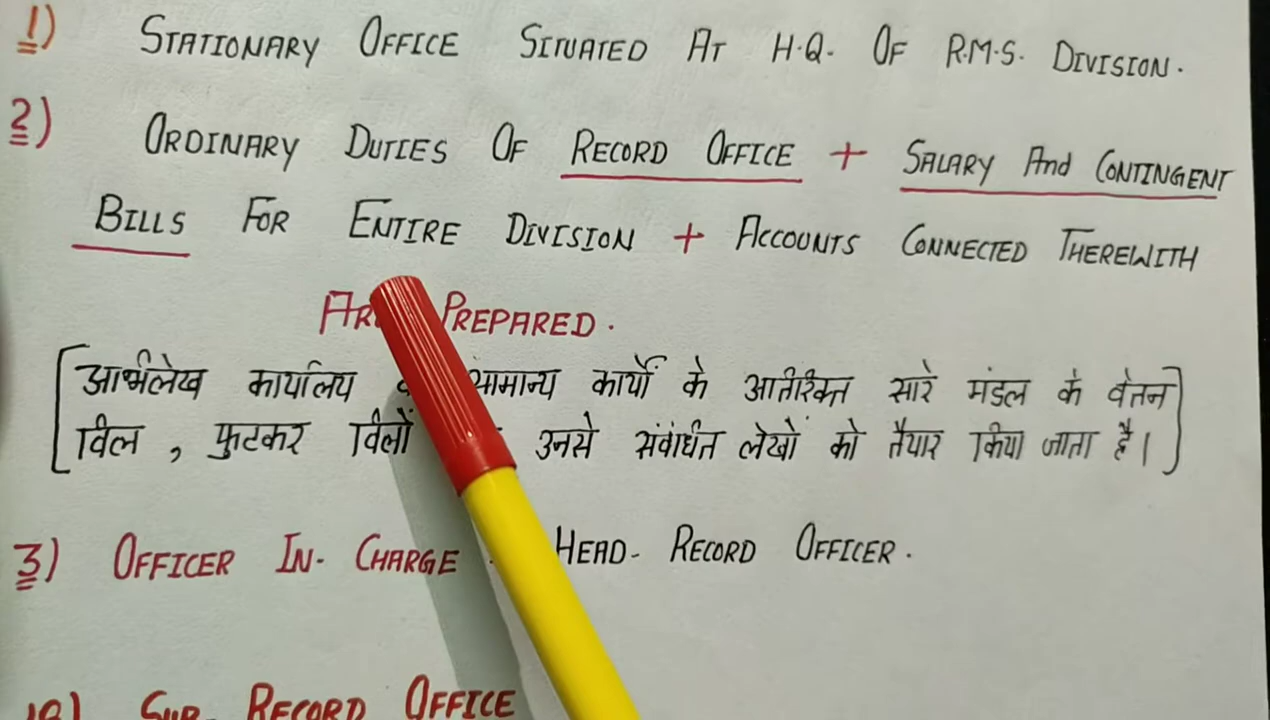 1) STATIONARY OFFICE SITUATED AT H.Q. OF R.M.S. DIVISION.
2) ORDINARY DUTIES OF RECORD OFFICE + SALARY And CONTINGENT
BILLS FOR ENTIRE DIVISION + ACCOUNTS CONNECTED THEREWITH
PREPARED.
[आभिलेख कार्यालय सामान्य कार्यों के अतिरिक्त सारे मंडल के वेतन
विल, फुटकर विलों उनसे संबंधित लेखों को तैयार किया जाता है।]
3) OFFICER IN-CHARGE HEAD-RECORD OFFICER.
SUB RECORD OFFICE